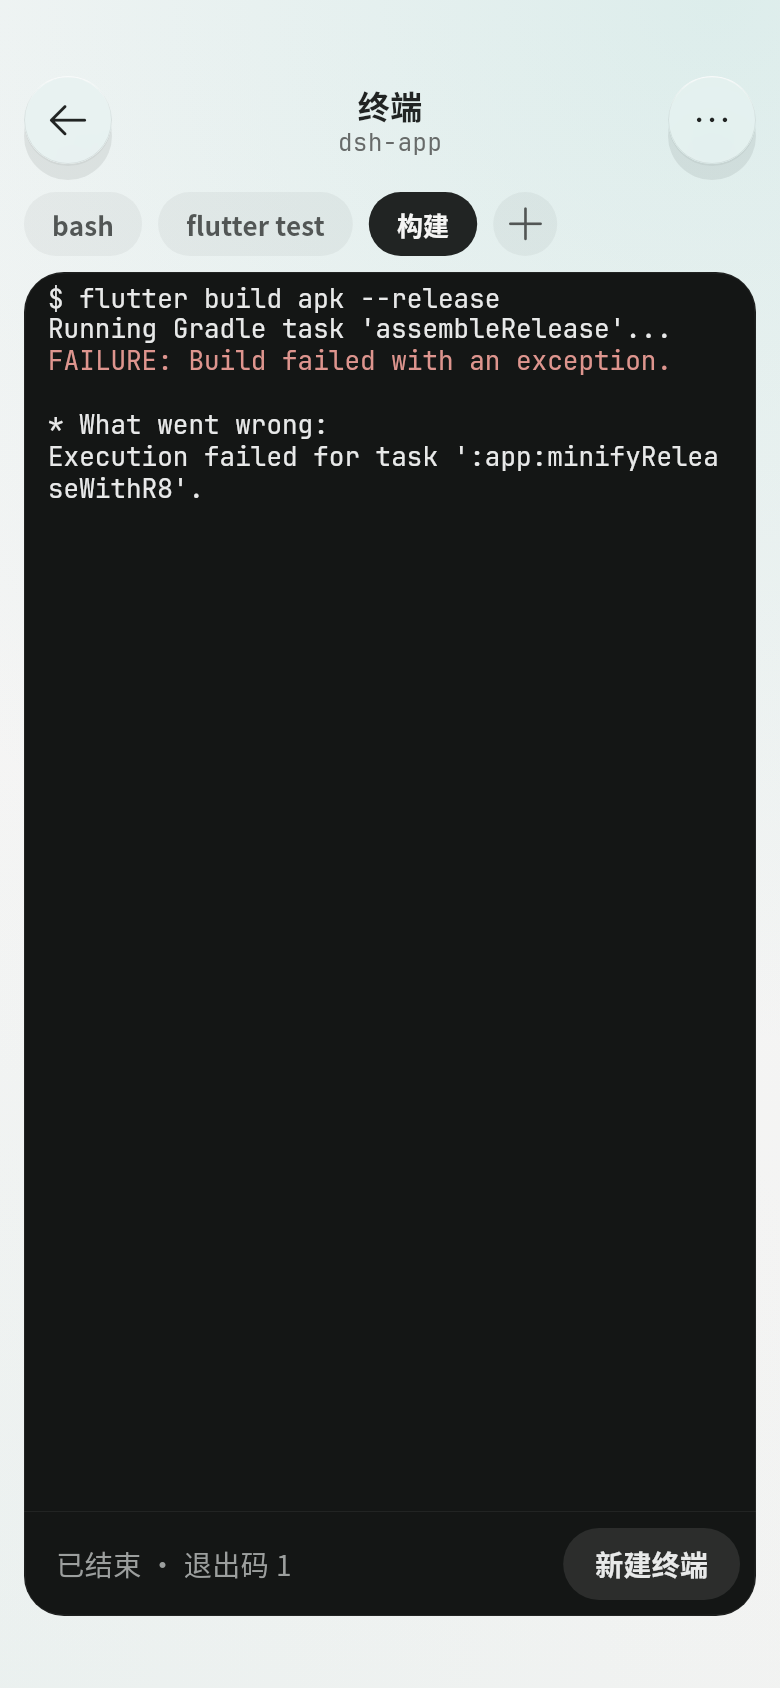 终端
dsh-app
bash
flutter test
构建
$ flutter build apk --release
Running Gradle task 'assembleRelease'...
FAILURE: Build failed with an exception.
* What went wrong:
Execution failed for task ':app:minifyRelea
seWithR8'.
已结束 · 退出码 1
新建终端